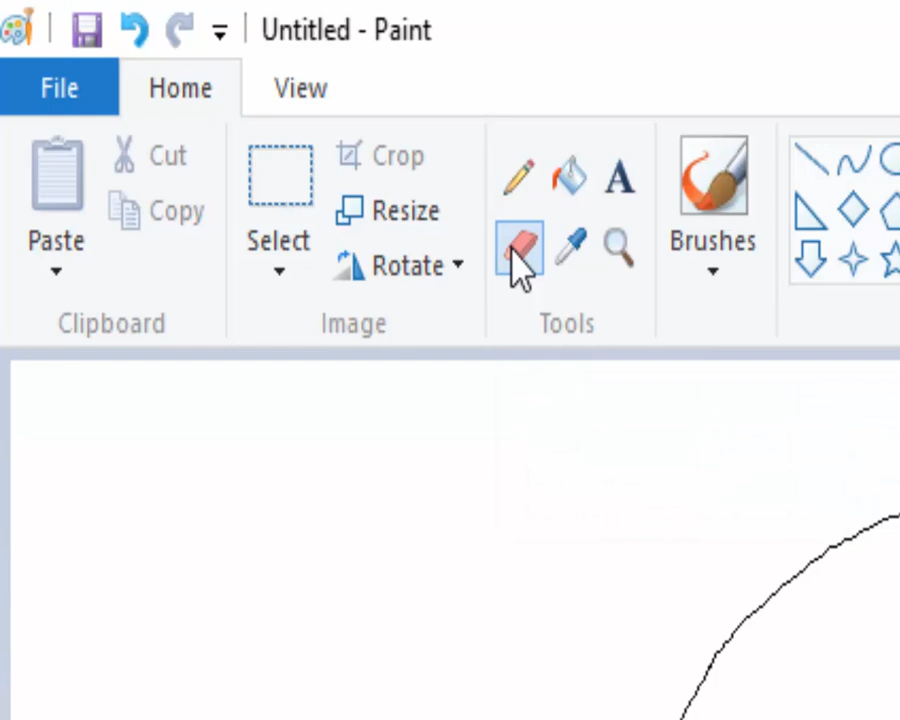 Untitled - Paint
File Home View
Cut Crop
Copy Resize
Paste Select Brushes
Rotate
Clipboard Image Tools